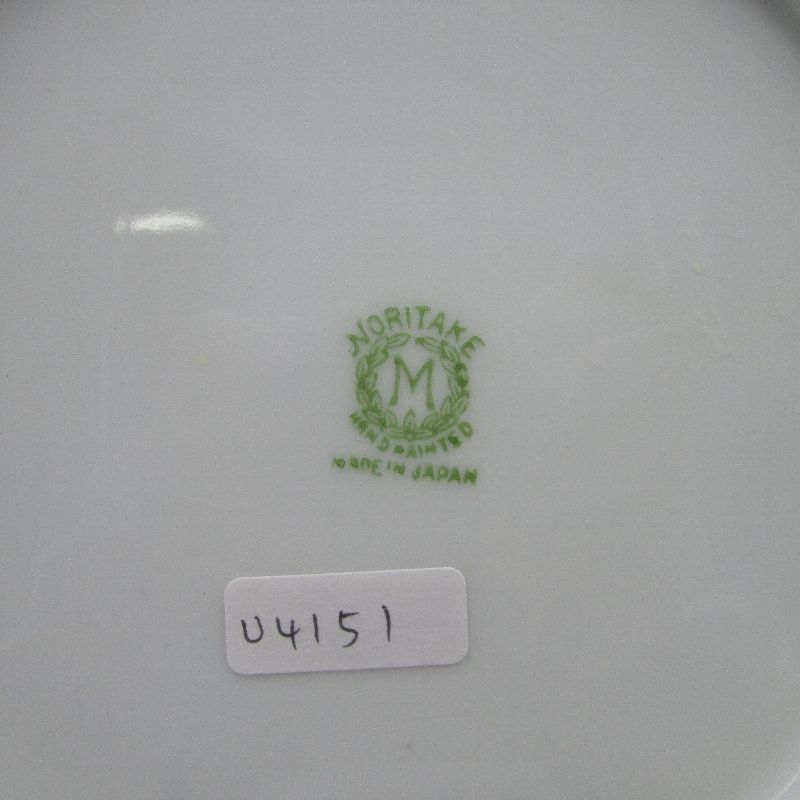 NORITAKE
M
HAND PAINTED
MADE IN JAPAN
U4151